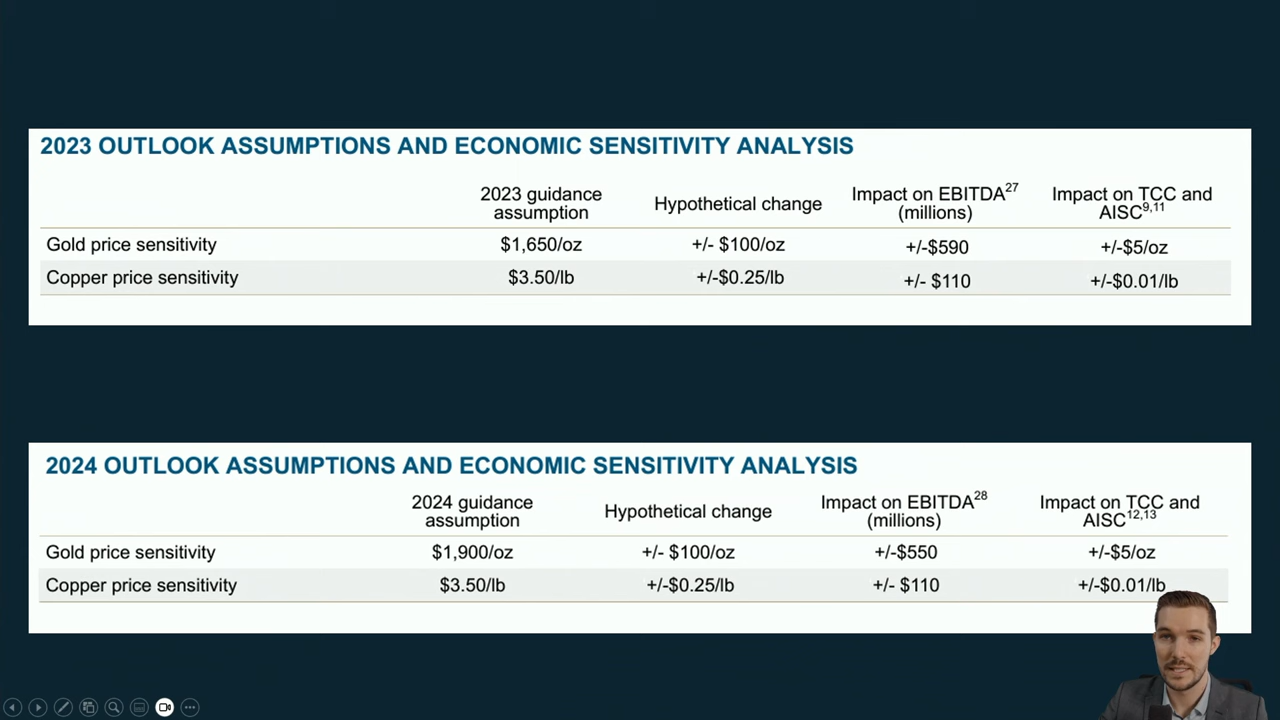 2023 OUTLOOK ASSUMPTIONS AND ECONOMIC SENSITIVITY ANALYSIS
2023 guidance assumption Hypothetical change Impact on EBITDA27 (millions) Impact on TCC and AISC9,11
Gold price sensitivity $1,650/oz +/- $100/oz +/-$590 +/-$5/oz
Copper price sensitivity $3.50/lb +/-$0.25/lb +/- $110 +/-$0.01/lb
2024 OUTLOOK ASSUMPTIONS AND ECONOMIC SENSITIVITY ANALYSIS
2024 guidance assumption Hypothetical change Impact on EBITDA28 (millions) Impact on TCC and AISC12,13
Gold price sensitivity $1,900/oz +/- $100/oz +/-$550 +/-$5/oz
Copper price sensitivity $3.50/lb +/-$0.25/lb +/- $110 +/-$0.01/lb